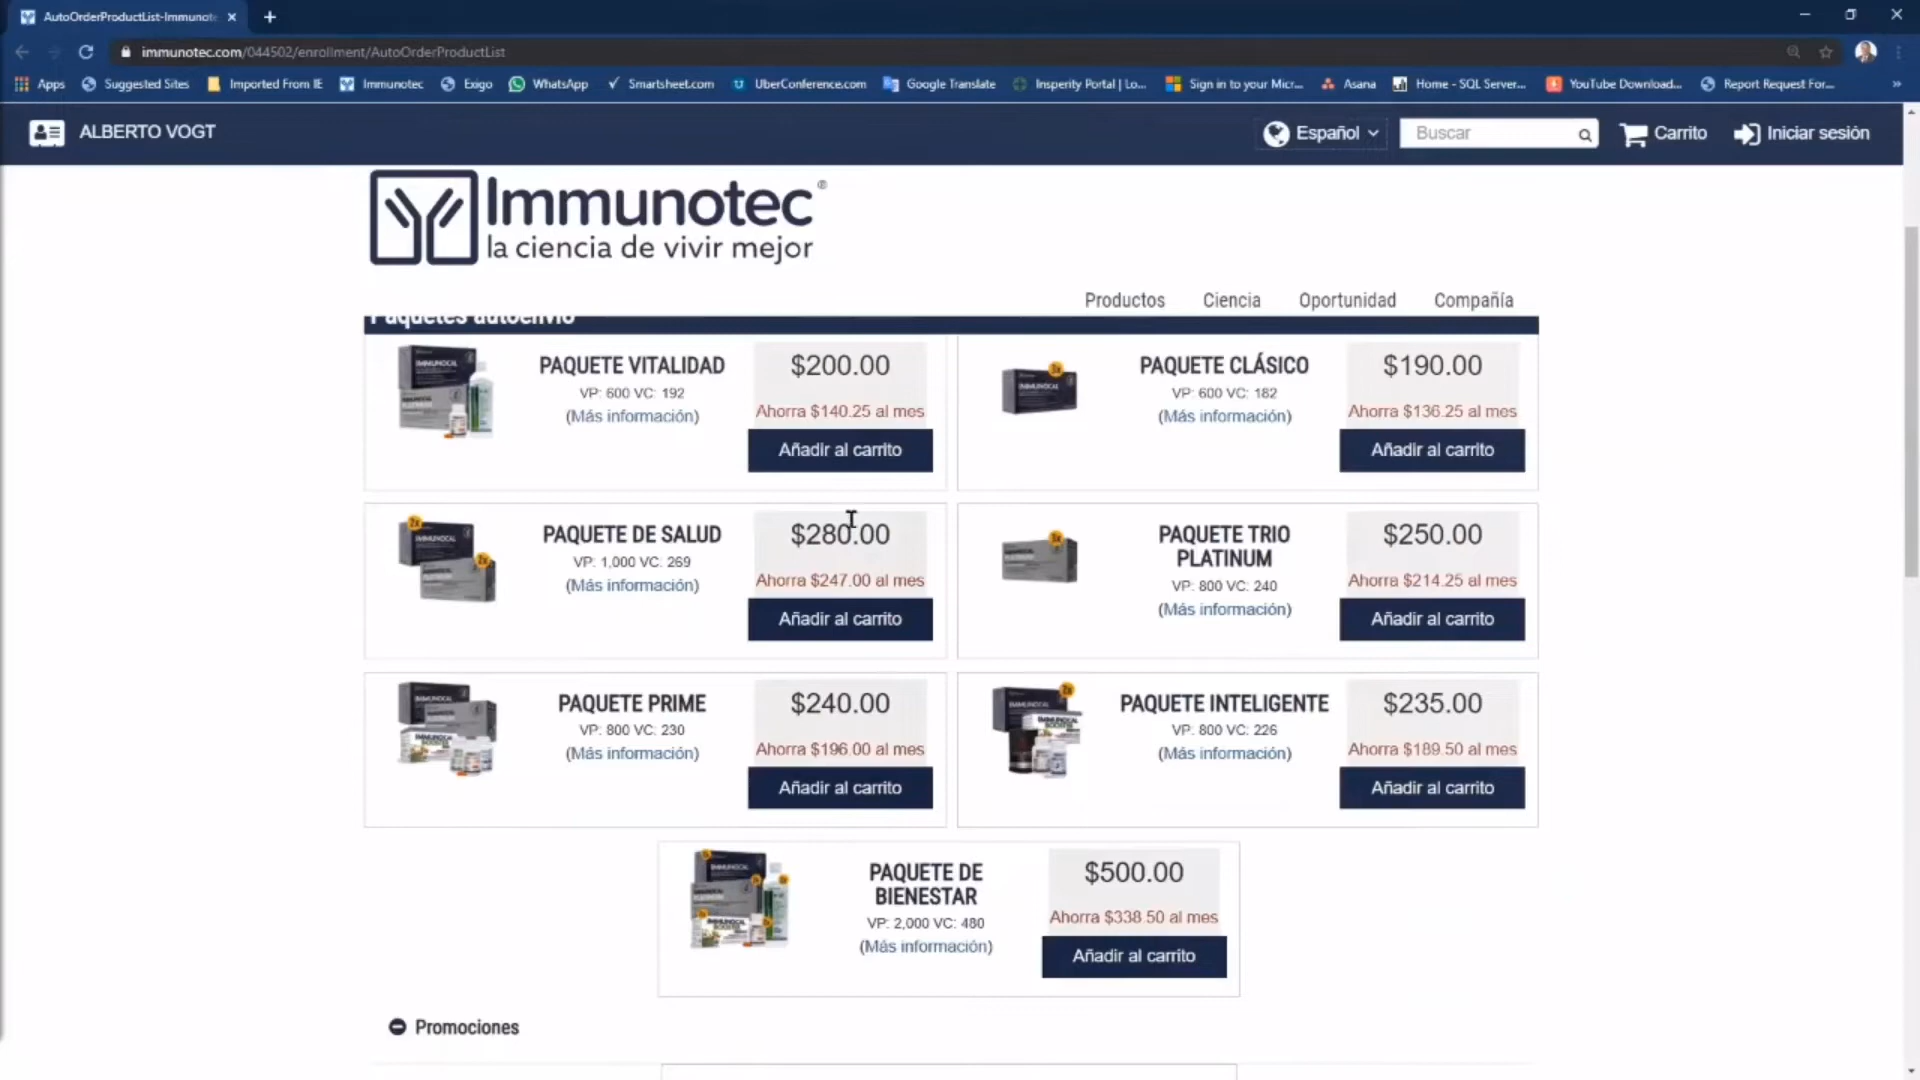 AutoOrderProductList-Immunote
immunotec.com/044502/enrollment/AutoOrderProductList
Apps Suggested Sites Imported From IE Immunotec Exigo WhatsApp Smartsheet.com UberConference.com Google Translate Insperity Portal | Lo... Sign in to your Micr... Asana Home - SQL Server... YouTube Download... Report Request For... »
ALBERTO VOGT Español Buscar Carrito Iniciar sesión
Immunotec®
la ciencia de vivir mejor
Productos Ciencia Oportunidad Compañía
Paquetes autoenvío
PAQUETE VITALIDAD
VP: 600 VC: 192
(Más información)
$200.00
Ahorra $140.25 al mes
Añadir al carrito
PAQUETE CLÁSICO
VP: 600 VC: 182
(Más información)
$190.00
Ahorra $136.25 al mes
Añadir al carrito
PAQUETE DE SALUD
VP: 1,000 VC: 269
(Más información)
$280.00
Ahorra $247.00 al mes
Añadir al carrito
PAQUETE TRIO
PLATINUM
VP: 800 VC: 240
(Más información)
$250.00
Ahorra $214.25 al mes
Añadir al carrito
PAQUETE PRIME
VP: 800 VC: 230
(Más información)
$240.00
Ahorra $196.00 al mes
Añadir al carrito
PAQUETE INTELIGENTE
VP: 800 VC: 226
(Más información)
$235.00
Ahorra $189.50 al mes
Añadir al carrito
PAQUETE DE
BIENESTAR
VP: 2,000 VC: 480
(Más información)
$500.00
Ahorra $338.50 al mes
Añadir al carrito
Promociones